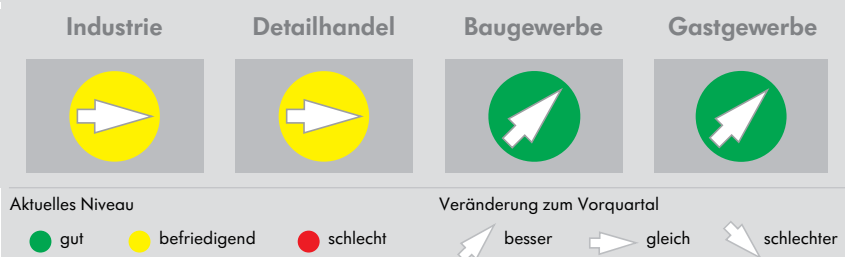 Industrie Detailhandel Baugewerbe Gastgewerbe
Aktuelles Niveau Veränderung zum Vorquartal
gut befriedigend schlecht besser gleich schlechter